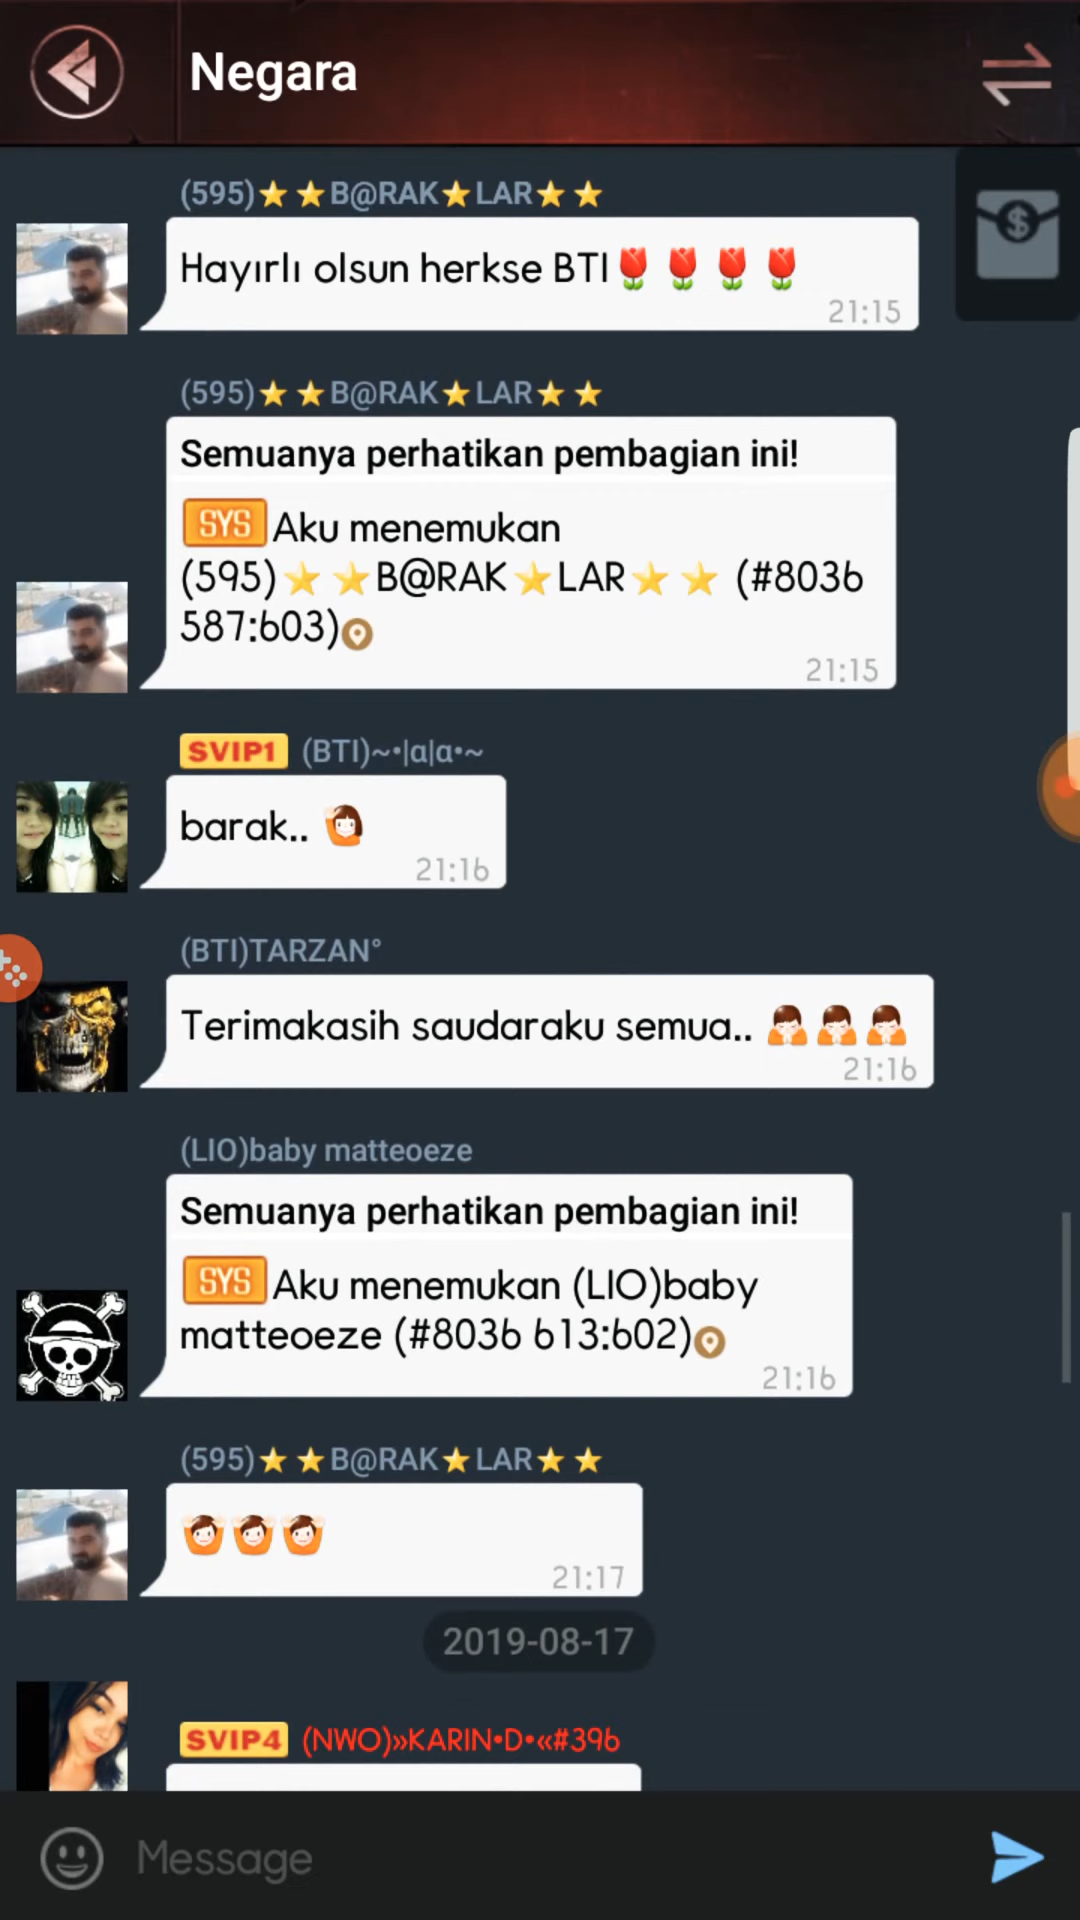 Negara
(595)⭐⭐B@RAK⭐LAR⭐⭐
Hayırlı olsun herkse BTI🌷🌷🌷🌷
21:15
(595)⭐⭐B@RAK⭐LAR⭐⭐
Semuanya perhatikan pembagian ini!
SYS Aku menemukan
(595)⭐⭐B@RAK⭐LAR⭐⭐ (#8036
587:603)
21:15
SVIP1 (BTI)~•|ɑ|ɑ•~
barak.. 🙋
21:16
(BTI)TARZAN°
Terimakasih saudaraku semua.. 🙏🙏🙏
21:16
(LIO)baby matteoeze
Semuanya perhatikan pembagian ini!
SYS Aku menemukan (LIO)baby
matteoeze (#8036 613:602)
21:16
(595)⭐⭐B@RAK⭐LAR⭐⭐
🙆🙆🙆
21:17
2019-08-17
SVIP4 (NWO)»KARIN•D•«#396
Message